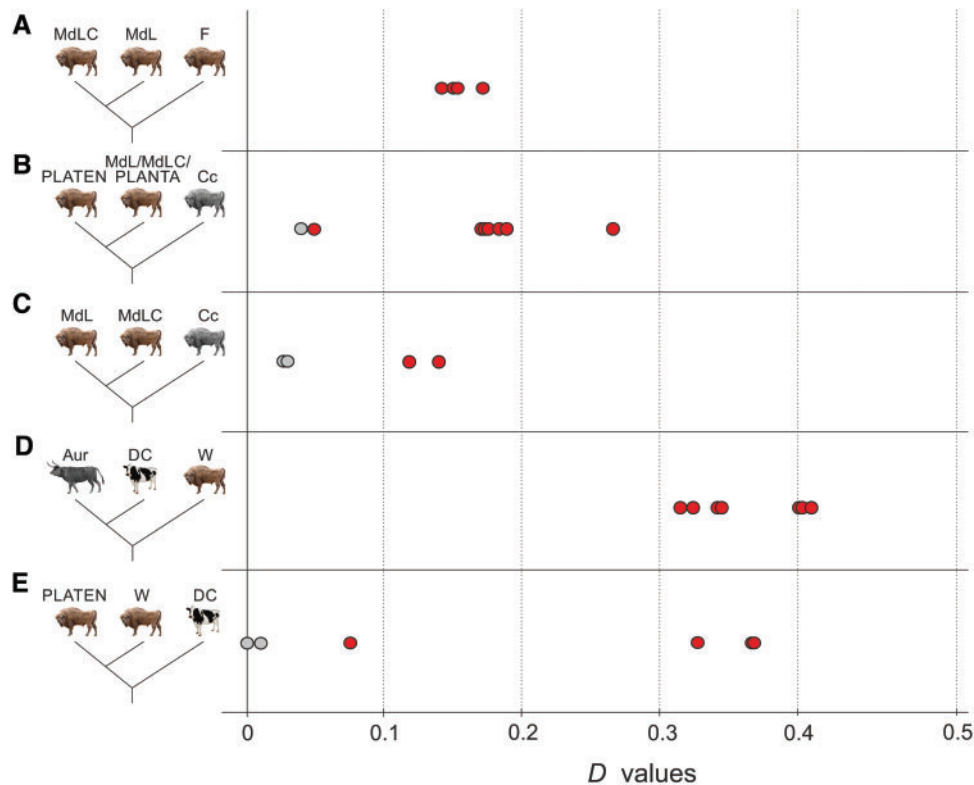 A
MdLC MdL F
B
MdL/MdLC/
PLATEN PLANTA Cc
C
MdL MdLC Cc
D
Aur DC W
E
PLATEN W DC
0 0.1 0.2 0.3 0.4 0.5
D values